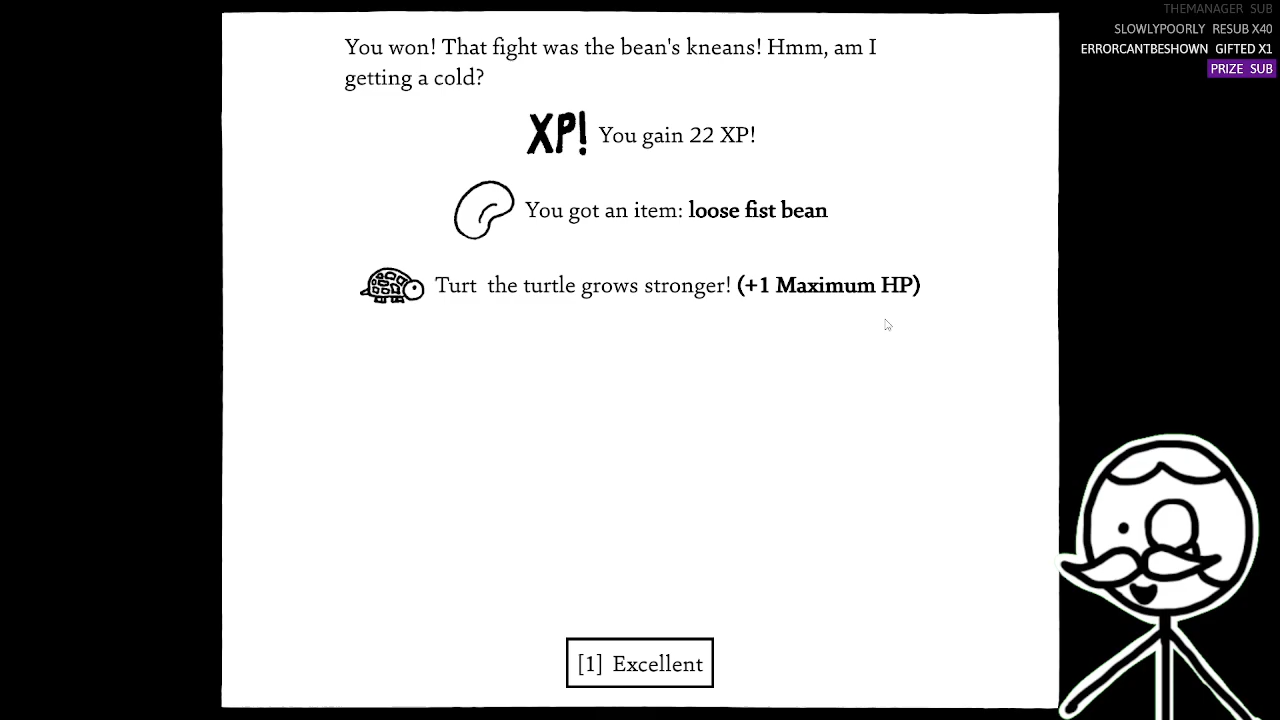 THEMANAGER SUB
SLOWLYPOORLY RESUB X40
ERRORCANTBESHOWN GIFTED X1
PRIZE SUB
You won! That fight was the bean's kneans! Hmm, am I
getting a cold?
XP! You gain 22 XP!
You got an item: loose fist bean
Turt the turtle grows stronger! (+1 Maximum HP)
[1] Excellent